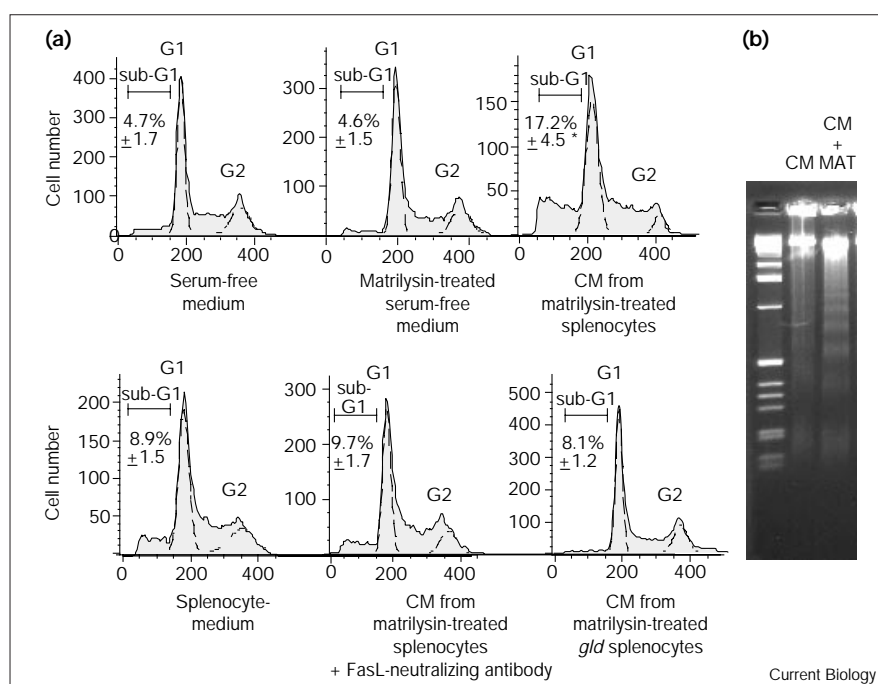 (a)
(b)
G1
sub-G1
4.7%
±1.7
G2
400
300
200
100
0
Cell number
0 200 400
Serum-free
medium
G1
sub-G1
4.6%
±1.5
G2
300
200
100
0 200 400
Matrilysin-treated
serum-free
medium
G1
sub-G1
17.2%
±4.5 *
G2
150
100
50
0 200 400
CM from
matrilysin-treated
splenocytes
CM
+
CM MAT
G1
sub-G1
8.9%
±1.5
G2
200
150
100
50
Cell number
0 200 400
Splenocyte-
medium
G1
sub-
G1
9.7%
±1.7
G2
300
200
100
0 200 400
CM from
matrilysin-treated
splenocytes
+ FasL-neutralizing antibody
G1
sub-G1
8.1%
±1.2
G2
500
400
300
200
100
0 200 400
CM from
matrilysin-treated
gld splenocytes
Current Biology